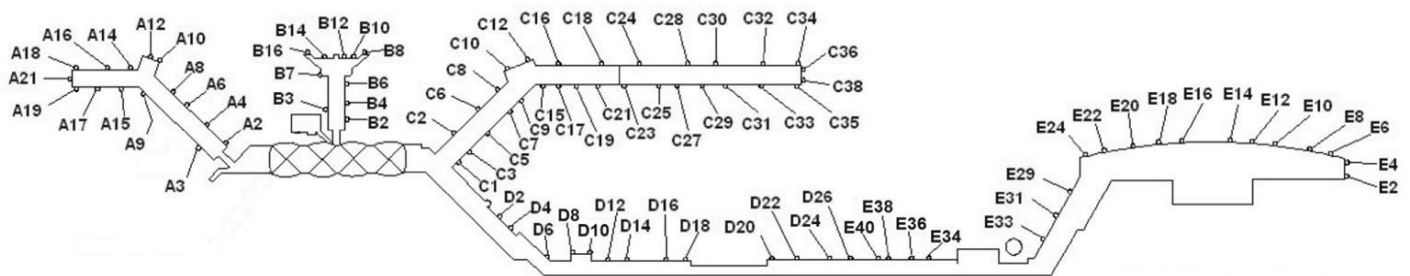 A12
A16 A14 A10
A18
A21
A8
A6
A4
A2
A19
A17 A15
A9
A3
B12
B14 B10
B16 B8
B7 B6
B3 B4
B2
C12 C16 C18 C24 C28 C30 C32 C34
C10
C8
C6
C2
C36
C38
C15 C21 C25 C35
C9 C17 C23 C29 C33
C7 C19 C27 C31
C5
C3
C1
D2
D4
D6
D8 D12 D16
D10 D14 D18
D20
D22 D26
D24
E38
E40 E36 E34
E33
E31
E29
E24
E22
E20
E18
E16
E14
E12
E10
E8
E6
E4
E2